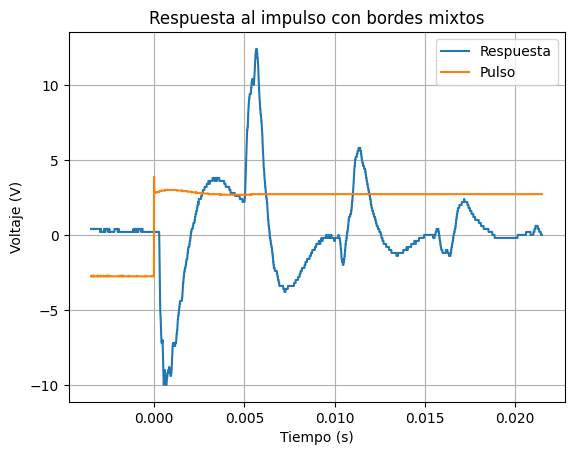 Respuesta al impulso con bordes mixtos
Respuesta
Pulso
Voltaje (V)
10
5
0
−5
−10
0.000 0.005 0.010 0.015 0.020
Tiempo (s)